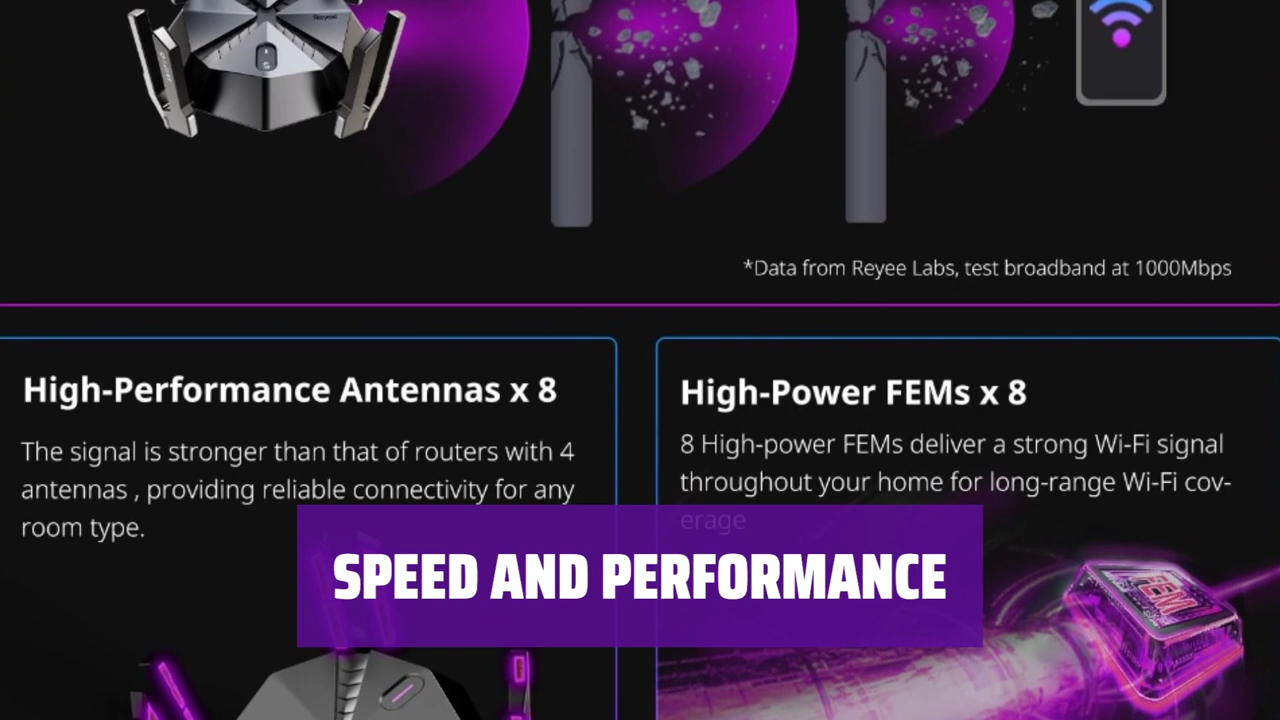 Reyee
*Data from Reyee Labs, test broadband at 1000Mbps
High-Performance Antennas x 8
The signal is stronger than that of routers with 4
antennas , providing reliable connectivity for any
room type.
High-Power FEMs x 8
8 High-power FEMs deliver a strong Wi-Fi signal
throughout your home for long-range Wi-Fi cov-
erage
SPEED AND PERFORMANCE
FEM